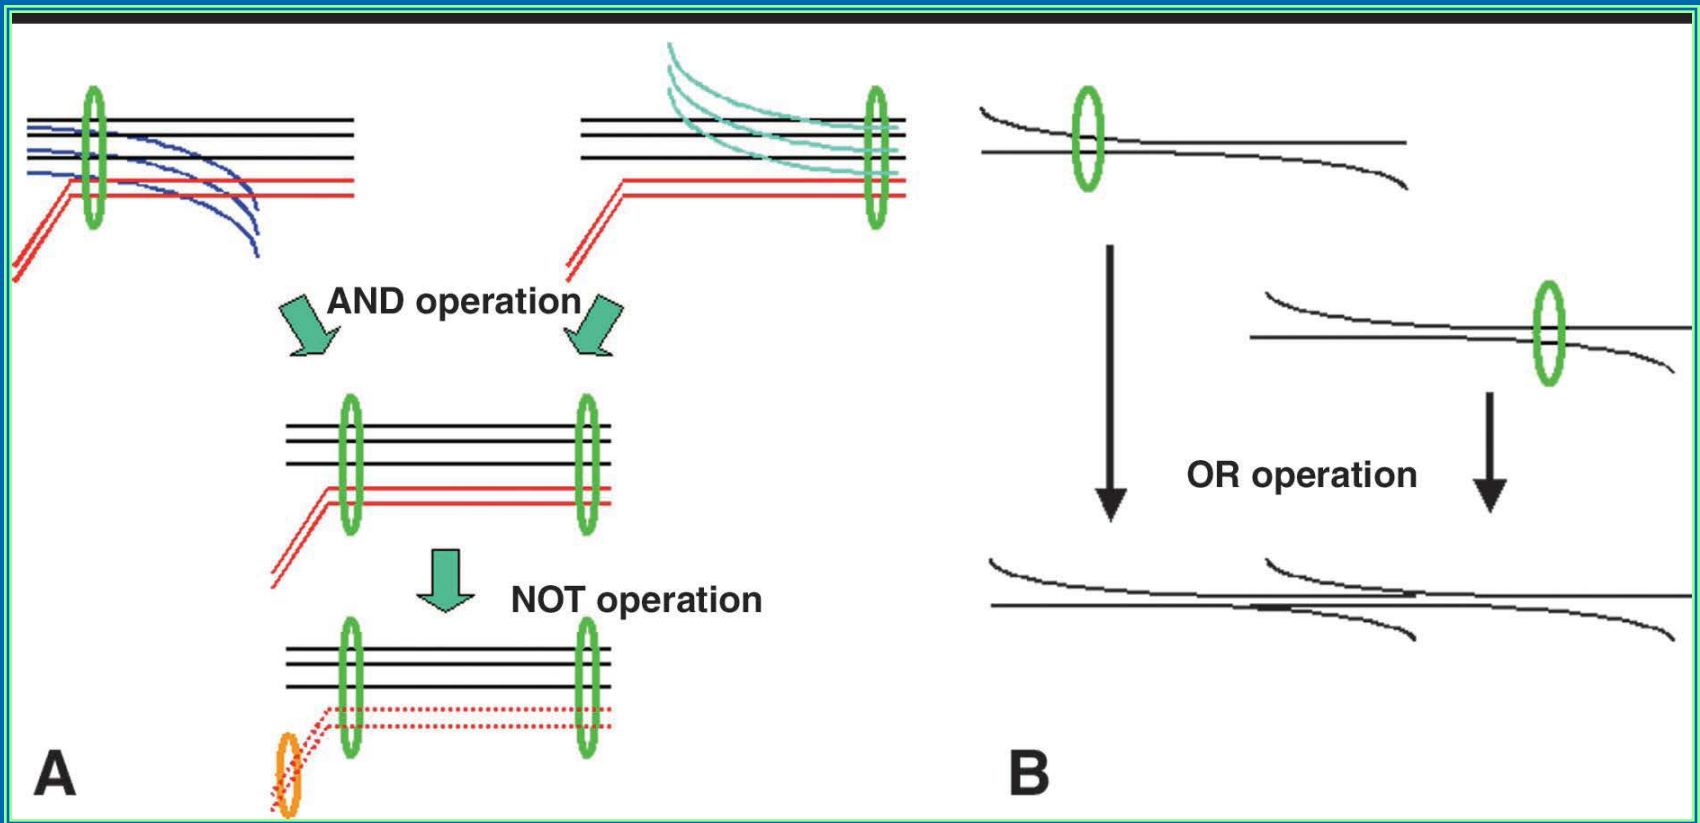 AND operation
OR operation
NOT operation
A
B